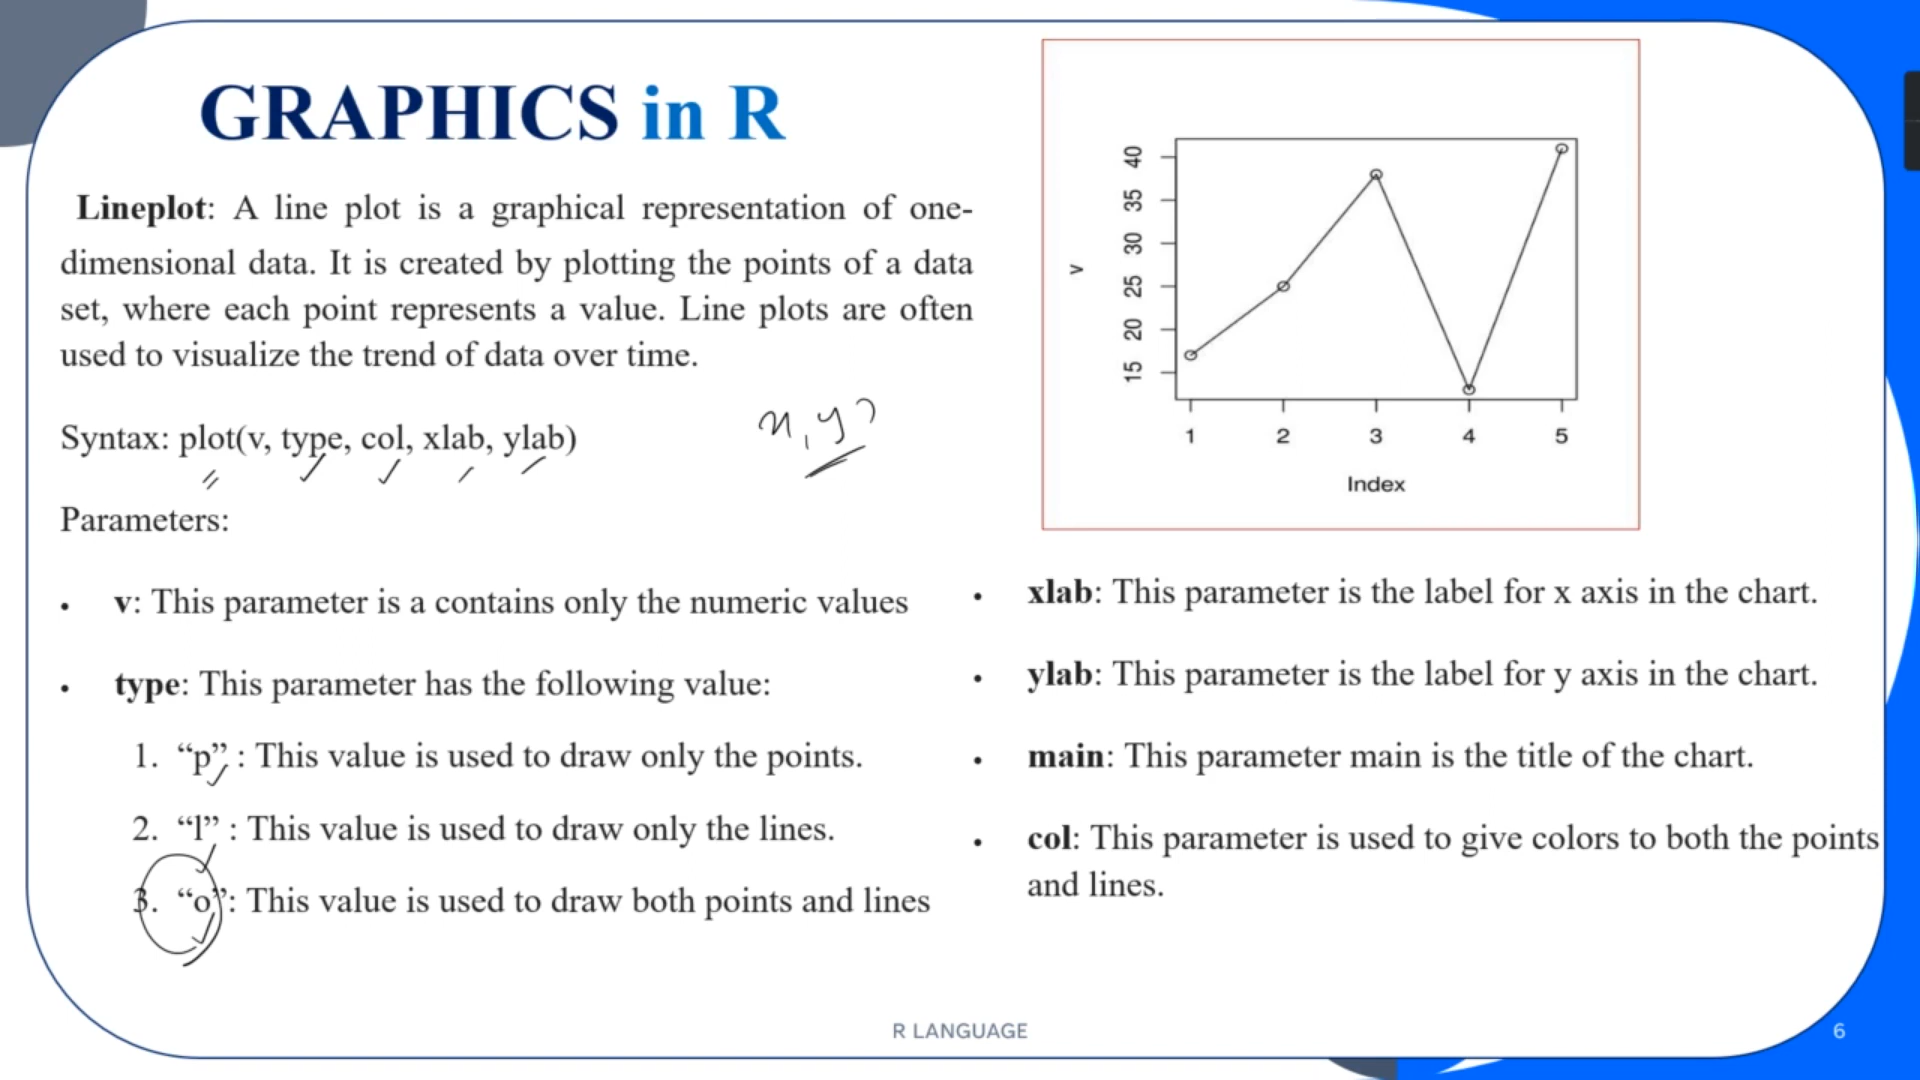 GRAPHICS in R
Lineplot: A line plot is a graphical representation of one-
dimensional data. It is created by plotting the points of a data
set, where each point represents a value. Line plots are often
used to visualize the trend of data over time.
Syntax: plot(v, type, col, xlab, ylab)
x, y
Parameters:
• v: This parameter is a contains only the numeric values
• type: This parameter has the following value:
1. “p” : This value is used to draw only the points.
2. “l” : This value is used to draw only the lines.
3. “o”: This value is used to draw both points and lines
v
40
35
30
25
20
15
1 2 3 4 5
Index
• xlab: This parameter is the label for x axis in the chart.
• ylab: This parameter is the label for y axis in the chart.
• main: This parameter main is the title of the chart.
• col: This parameter is used to give colors to both the points
and lines.
R LANGUAGE
6